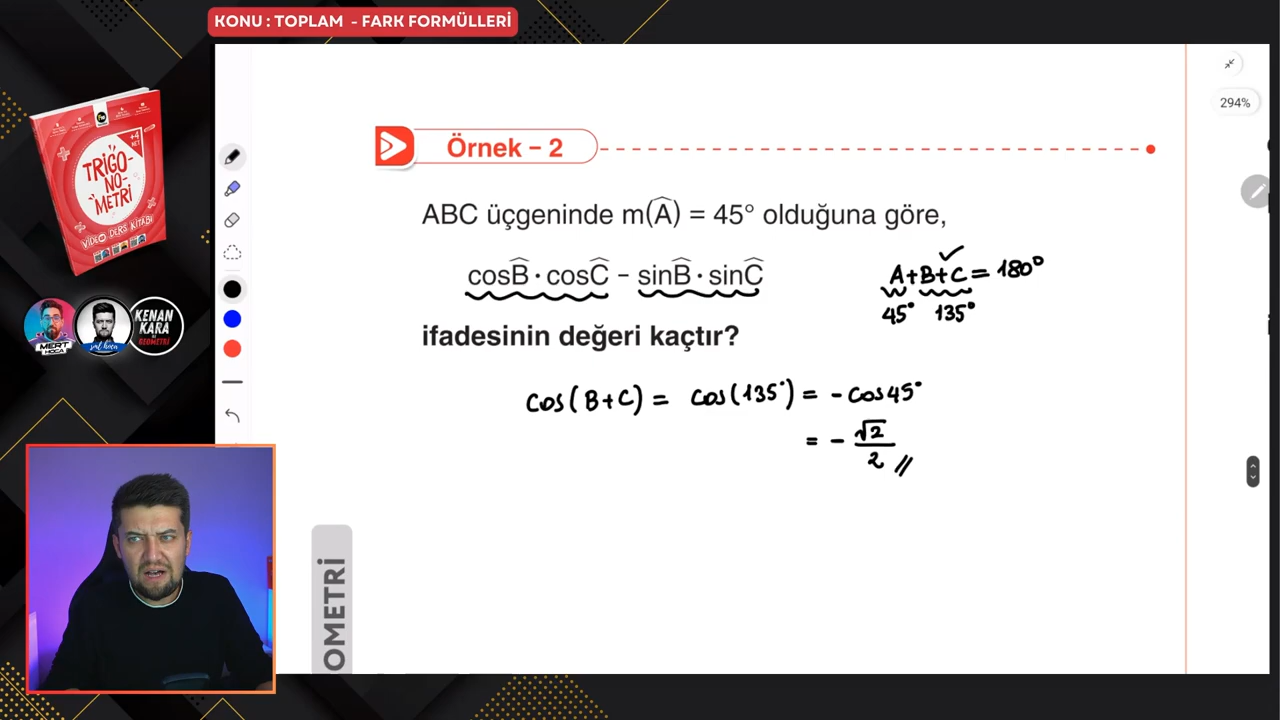 KONU : TOPLAM - FARK FORMÜLLERİ
294%
+4 NET
TRİGO-
NO-
METRİ
VİDEO DERS KİTABI
Örnek – 2
ABC üçgeninde m(Â) = 45° olduğuna göre,
cosB̂ · cosĈ – sinB̂ · sinĈ
A+B+C = 180°
45° 135°
ifadesinin değeri kaçtır?
cos(B+C) = cos(135°) = -cos45°
= - √2/2 //
MERT HOCA
KENAN
KARA
GEOMETRİ
OMETRİ